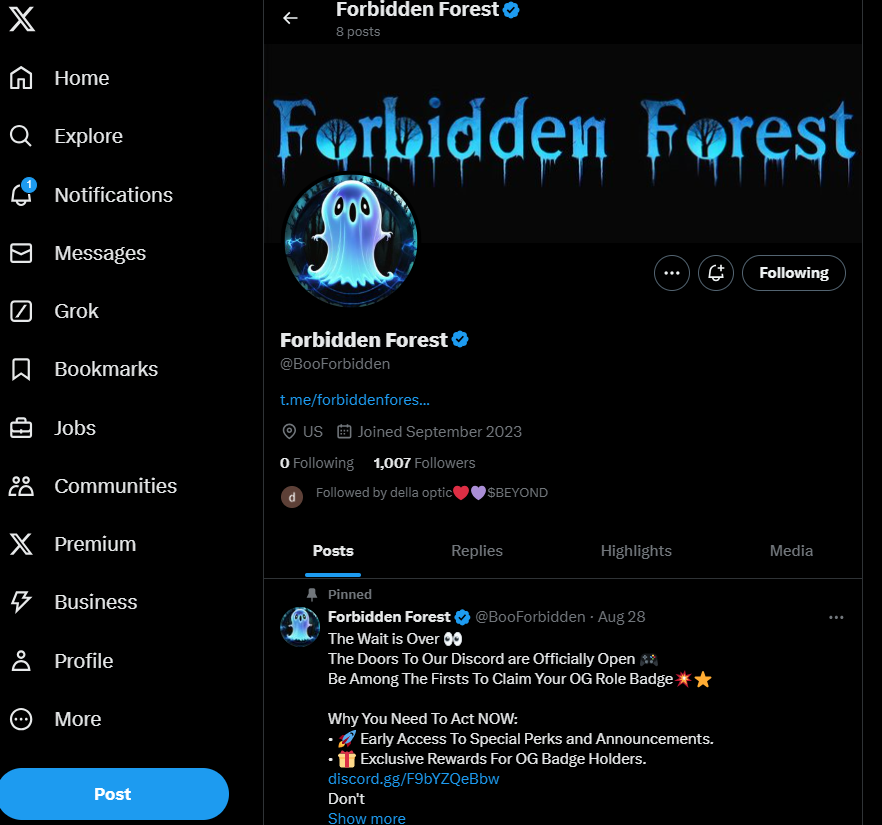 Home
Explore
1
Notifications
Messages
Grok
Bookmarks
Jobs
Communities
Premium
Business
Profile
More
Post
Forbidden Forest
8 posts
Forbidden Forest
Following
Forbidden Forest
@BooForbidden
t.me/forbiddenfores…
US Joined September 2023
0 Following 1,007 Followers
d Followed by della optic❤️💜$BEYOND
Posts Replies Highlights Media
Pinned
Forbidden Forest @BooForbidden · Aug 28
The Wait is Over 👀
The Doors To Our Discord are Officially Open 🎮
Be Among The Firsts To Claim Your OG Role Badge💥⭐
Why You Need To Act NOW:
• 🚀 Early Access To Special Perks and Announcements.
• 🎁 Exclusive Rewards For OG Badge Holders.
discord.gg/F9bYZQeBbw
Don't
Show more